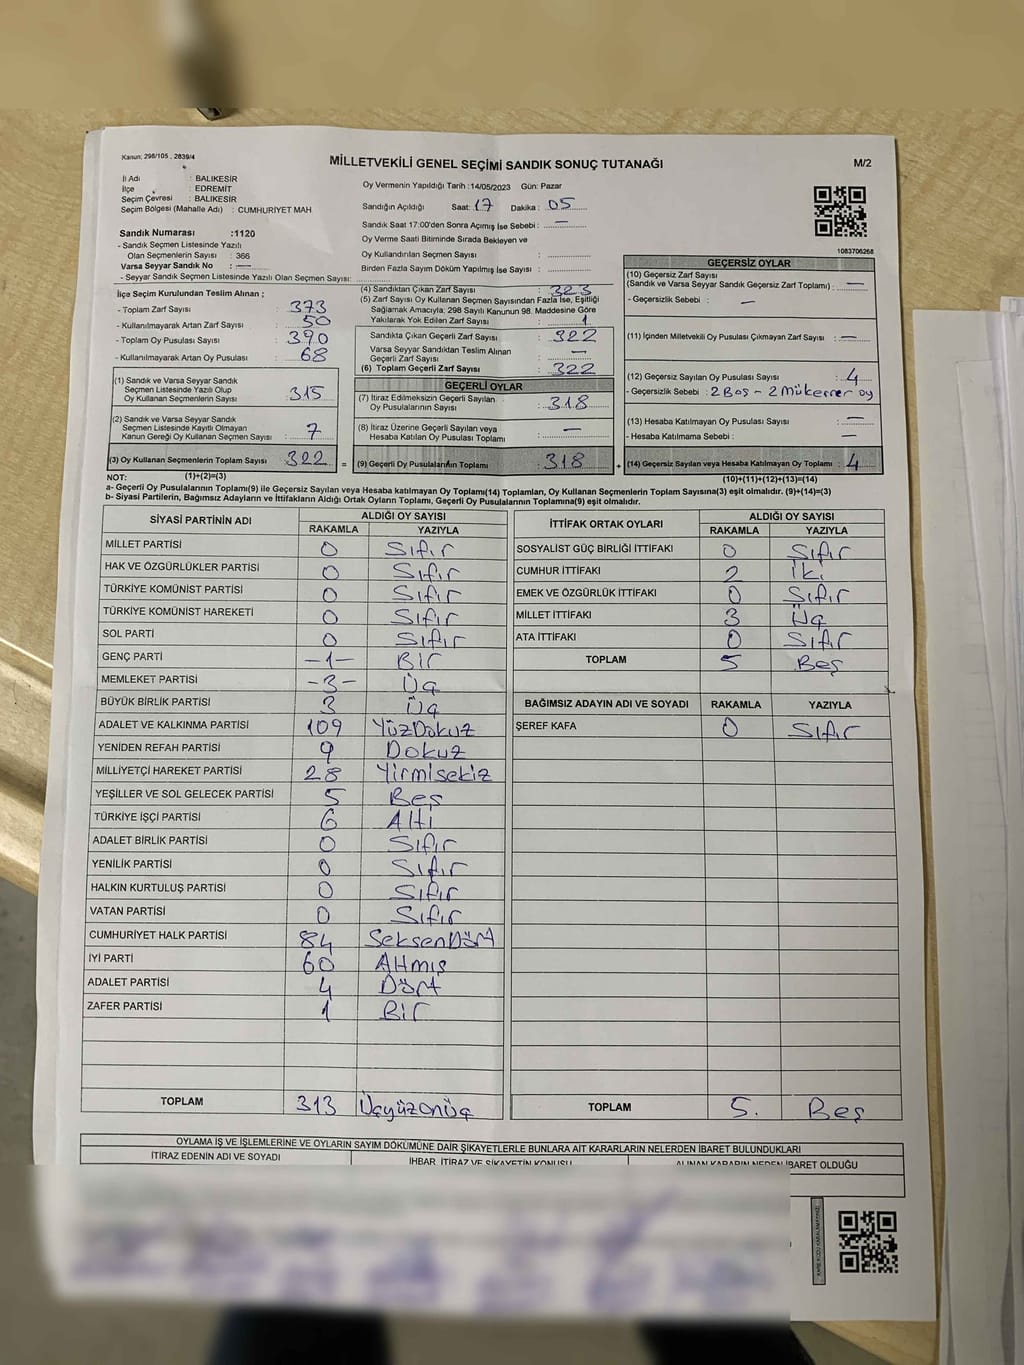 Kanun; 298/105 , 2839/4
MİLLETVEKİLİ GENEL SEÇİMİ SANDIK SONUÇ TUTANAĞI
M/2
İl Adı : BALIKESİR
İlçe : EDREMİT
Seçim Çevresi : BALIKESİR
Seçim Bölgesi (Mahalle Adı) : CUMHURİYET MAH
Sandık Numarası :1120
- Sandık Seçmen Listesinde Yazılı
Olan Seçmenlerin Sayısı : 366
Varsa Seyyar Sandık No : —
- Seyyar Sandık Seçmen Listesinde Yazılı Olan Seçmen Sayısı:
Oy Vermenin Yapıldığı Tarih :14/05/2023 Gün: Pazar
Sandığın Açıldığı Saat: 17 Dakika : 05
Sandık Saat 17:00'den Sonra Açımış İse Sebebi : —
Oy Verme Saati Bitiminde Sırada Bekleyen ve
Oy Kullandırılan Seçmen Sayısı :
Birden Fazla Sayım Döküm Yapılmış İse Sayısı :
1083706268
İlçe Seçim Kurulundan Teslim Alınan ;
- Toplam Zarf Sayısı : 373
- Kullanılmayarak Artan Zarf Sayısı : 50
- Toplam Oy Pusulası Sayısı : 390
- Kullanılmayarak Artan Oy Pusulası : 68
(1) Sandık ve Varsa Seyyar Sandık
Seçmen Listesinde Yazılı Olup
Oy Kullanan Seçmenlerin Sayısı : 315
(2) Sandık ve Varsa Seyyar Sandık
Seçmen Listesinde Kayıtlı Olmayan
Kanun Gereği Oy Kullanan Seçmen Sayısı : 7
(3) Oy Kullanan Seçmenlerin Toplam Sayısı : 322
(4) Sandıktan Çıkan Zarf Sayısı : 323
(5) Zarf Sayısı Oy Kullanan Seçmen Sayısından Fazla İse, Eşitliği
Sağlamak Amacıyla; 298 Sayılı Kanunun 98. Maddesine Göre
Yakılarak Yok Edilen Zarf Sayısı : 1
Sandıkta Çıkan Geçerli Zarf Sayısı : 322
Varsa Seyyar Sandıktan Teslim Alınan
Geçerli Zarf Sayısı : —
(6) Toplam Geçerli Zarf Sayısı : 322
GEÇERLİ OYLAR
(7) İtiraz Edilmeksizin Geçerli Sayılan
Oy Pusulalarının Sayısı : 318
(8) İtiraz Üzerine Geçerli Sayılan veya
Hesaba Katılan Oy Pusulası Toplamı : —
= (9) Geçerli Oy Pusulalarının Toplamı : 318
GEÇERSİZ OYLAR
(10) Geçersiz Zarf Sayısı
(Sandık ve Varsa Seyyar Sandık Geçersiz Zarf Toplamı) : —
- Geçersizlik Sebebi : —
(11) İçinden Milletvekili Oy Pusulası Çıkmayan Zarf Sayısı : —
(12) Geçersiz Sayılan Oy Pusulası Sayısı : 4
- Geçersizlik Sebebi : 2 Boş - 2 Mükerrer oy
(13) Hesaba Katılmayan Oy Pusulası Sayısı : —
- Hesaba Katılmama Sebebi : —
+ (14) Geçersiz Sayılan veya Hesaba Katılmayan Oy Toplamı : 4
NOT: (1)+(2)=(3)
(10)+(11)+(12)+(13)=(14)
a- Geçerli Oy Pusulalarının Toplamı(9) ile Geçersiz Sayılan veya Hesaba katılmayan Oy Toplamı(14) Toplamları, Oy Kullanan Seçmenlerin Toplam Sayısına(3) eşit olmalıdır. (9)+(14)=(3)
b- Siyasi Partilerin, Bağımsız Adayların ve İttifakların Aldığı Ortak Oyların Toplamı, Geçerli Oy Pusulalarının Toplamına(9) eşit olmalıdır.
SİYASİ PARTİNİN ADI ALDIĞI OY SAYISI
RAKAMLA YAZIYLA
MİLLET PARTİSİ 0 Sıfır
HAK VE ÖZGÜRLÜKLER PARTİSİ 0 Sıfır
TÜRKİYE KOMÜNİST PARTİSİ 0 Sıfır
TÜRKİYE KOMÜNİST HAREKETİ 0 Sıfır
SOL PARTİ 0 Sıfır
GENÇ PARTİ -1- Bir
MEMLEKET PARTİSİ -3- Üç
BÜYÜK BİRLİK PARTİSİ 3 Üç
ADALET VE KALKINMA PARTİSİ 109 YüzDokuz
YENİDEN REFAH PARTİSİ 9 Dokuz
MİLLİYETÇİ HAREKET PARTİSİ 28 Yirmisekiz
YEŞİLLER VE SOL GELECEK PARTİSİ 5 Beş
TÜRKİYE İŞÇİ PARTİSİ 6 Altı
ADALET BİRLİK PARTİSİ 0 Sıfır
YENİLİK PARTİSİ 0 Sıfır
HALKIN KURTULUŞ PARTİSİ 0 Sıfır
VATAN PARTİSİ 0 Sıfır
CUMHURİYET HALK PARTİSİ 84 SeksenDört
İYİ PARTİ 60 Altmış
ADALET PARTİSİ 4 Dört
ZAFER PARTİSİ 1 Bir
TOPLAM 313 Üçyüzonüç
İTTİFAK ORTAK OYLARI ALDIĞI OY SAYISI
RAKAMLA YAZIYLA
SOSYALİST GÜÇ BİRLİĞİ İTTİFAKI 0 Sıfır
CUMHUR İTTİFAKI 2 İki
EMEK VE ÖZGÜRLÜK İTTİFAKI 0 Sıfır
MİLLET İTTİFAKI 3 Üç
ATA İTTİFAKI 0 Sıfır
TOPLAM 5 Beş
BAĞIMSIZ ADAYIN ADI VE SOYADI RAKAMLA YAZIYLA
ŞEREF KAFA 0 Sıfır
TOPLAM 5. Beş
OYLAMA İŞ VE İŞLEMLERİNE VE OYLARIN SAYIM DÖKÜMÜNE DAİR ŞİKAYETLERLE BUNLARA AİT KARARLARIN NELERDEN İBARET BULUNDUKLARI
İTİRAZ EDENİN ADI VE SOYADI
İHBAR, İTİRAZ VE ŞİKAYETİN KONUSU
ALINAN KARARIN NEDEN İBARET OLDUĞU